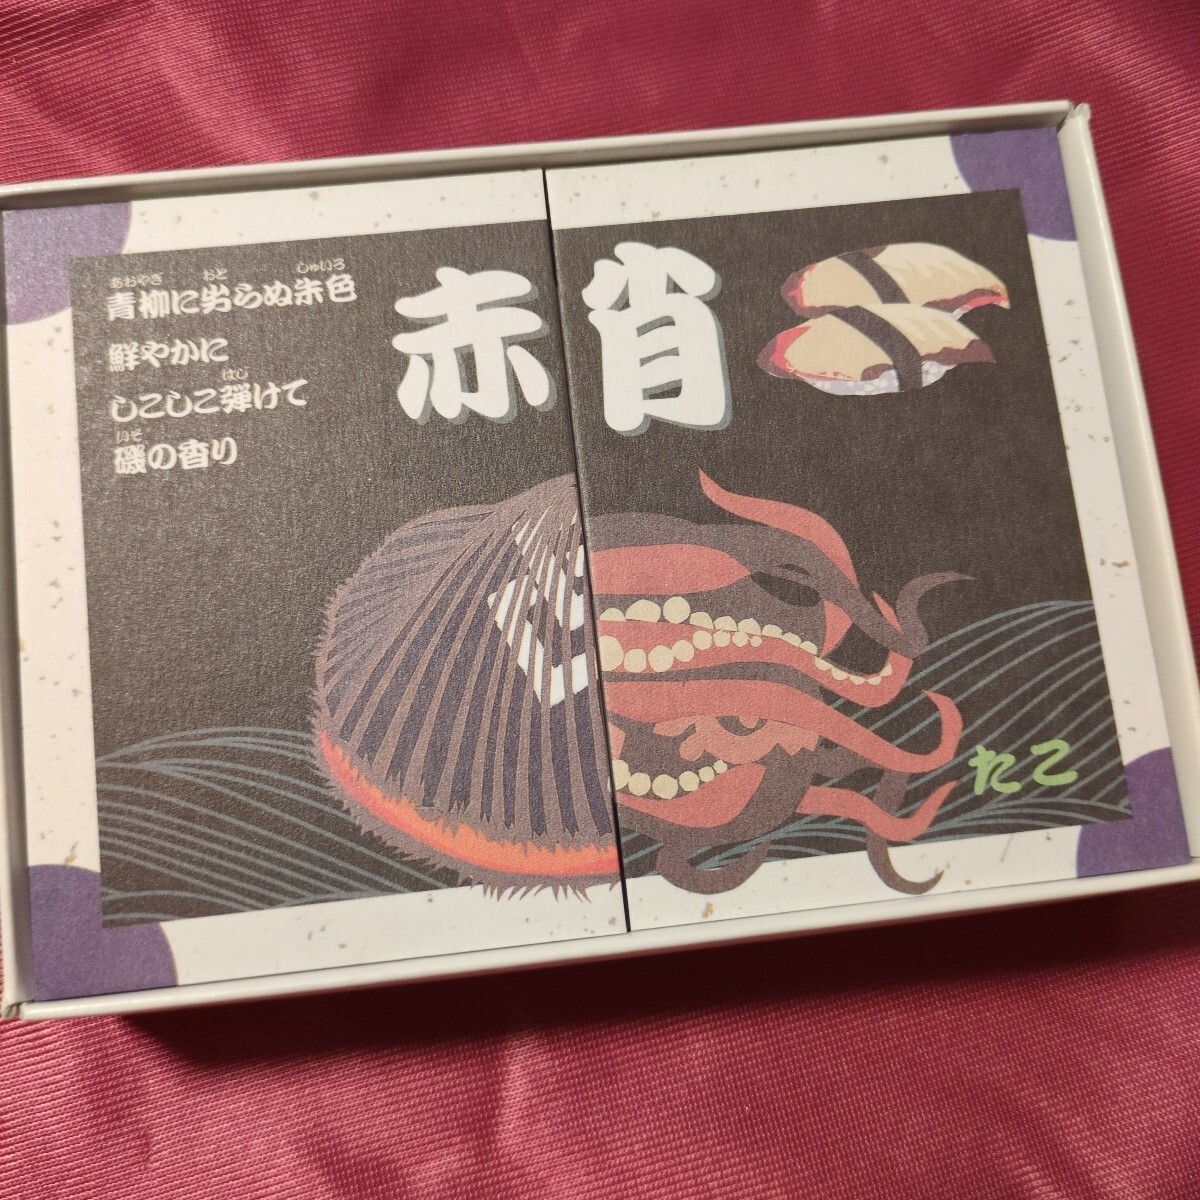 赤肖
青柳に劣らぬ朱色
あおやぎ おと しゅいろ
鮮やかに
しこしこ弾けて
はじ
磯の香り
いそ
たこ